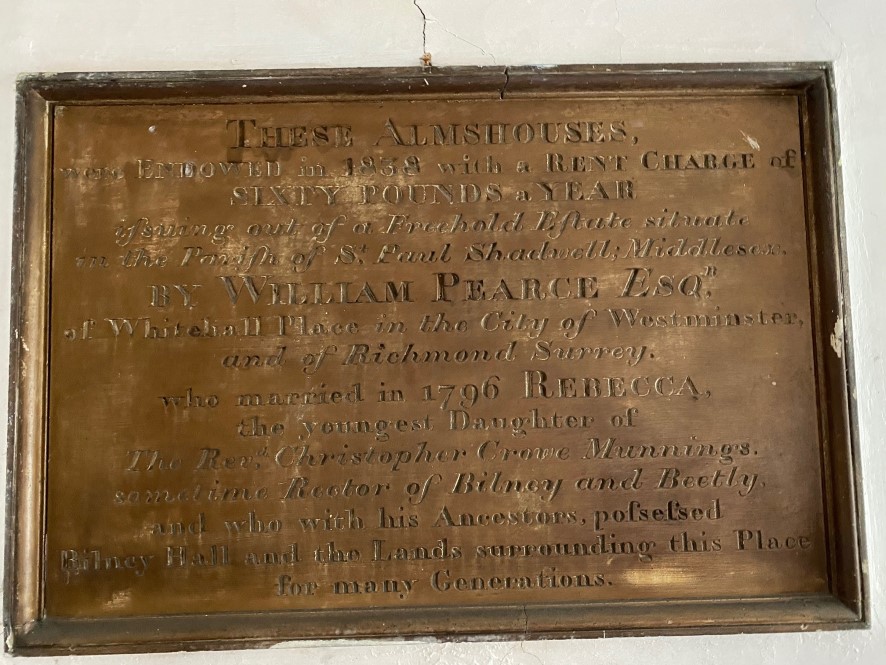 THESE ALMSHOUSES,
were ENDOWED in 1838 with a RENT CHARGE of
SIXTY POUNDS a YEAR
iſsuing out of a Freehold Eſtate situate
in the Pariſh of St. Paul Shadwell; Middlesex.
BY WILLIAM PEARCE ESQR.
of Whitehall Place in the City of Westminster,
and of Richmond Surrey.
who married in 1796 REBECCA,
the youngest Daughter of
The Revd. Christopher Crowe Munnings.
sometime Rector of Bilney and Beetly,
and who with his Ancestors, poſseſsed
Bilney Hall and the Lands surrounding this Place
for many Generations.